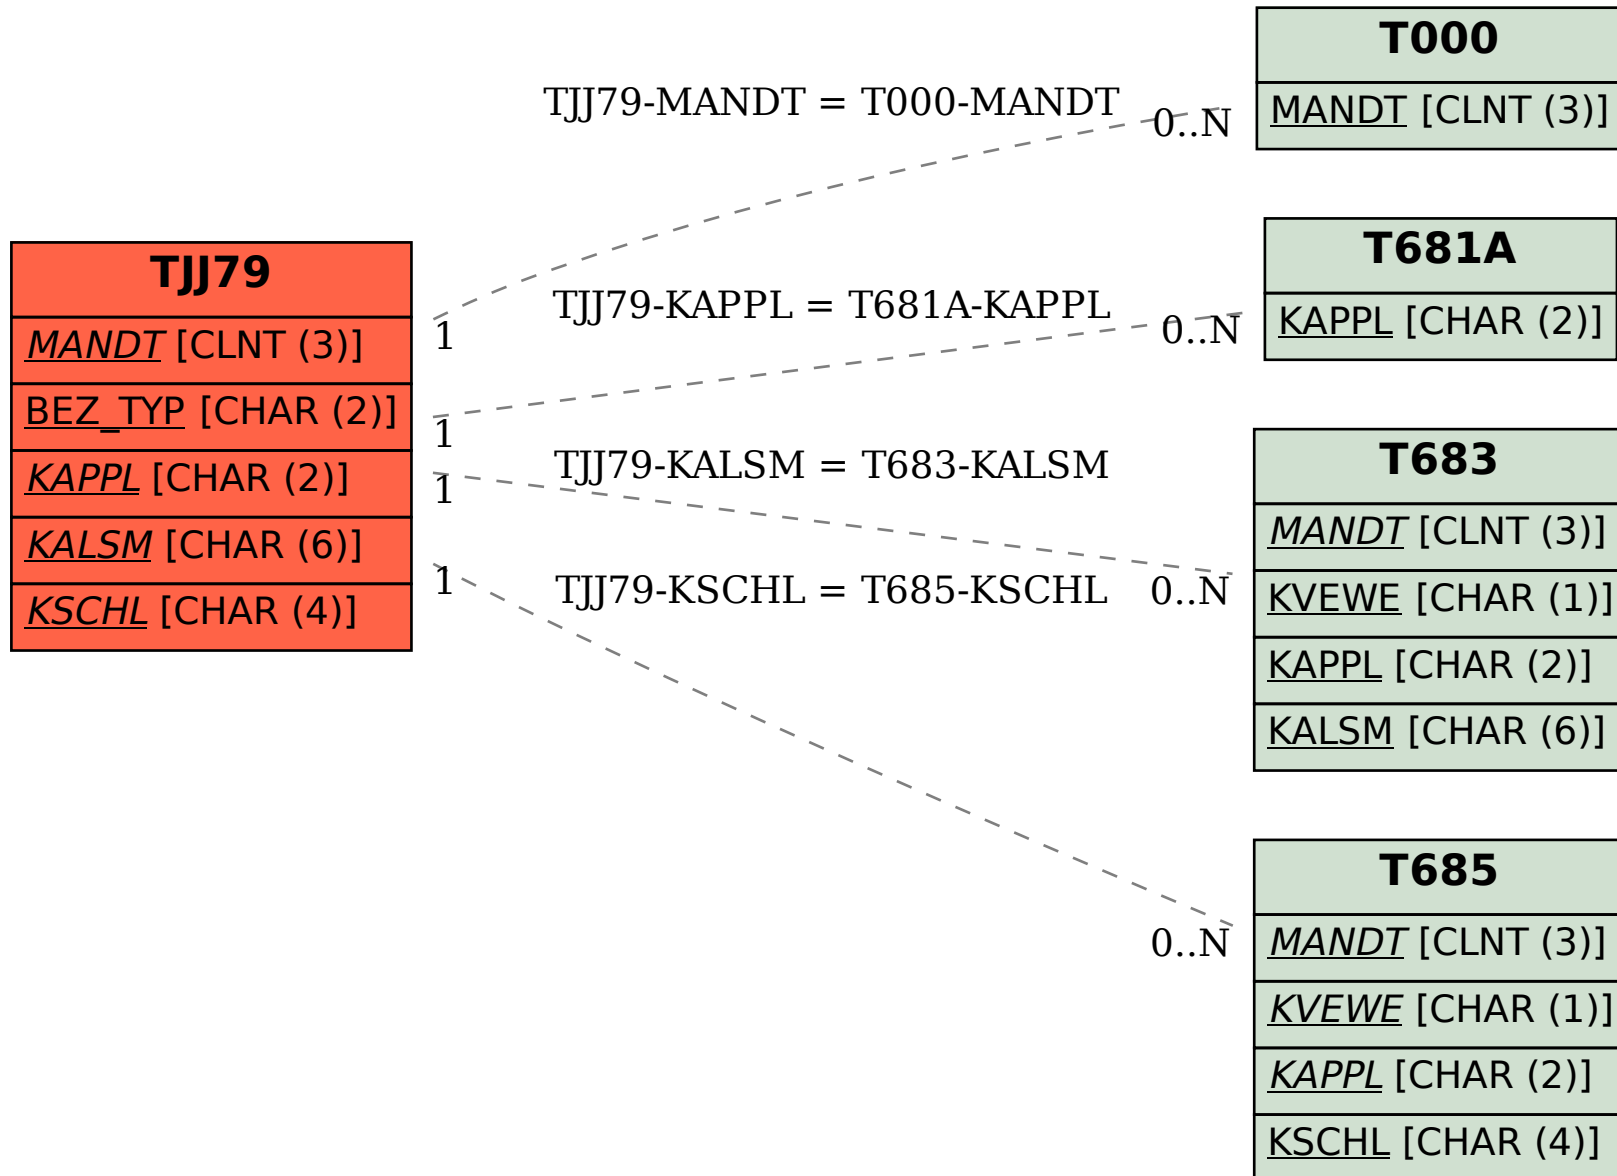 TJJ79
MANDT [CLNT (3)]
BEZ_TYP [CHAR (2)]
KAPPL [CHAR (2)]
KALSM [CHAR (6)]
KSCHL [CHAR (4)]
TJJ79-MANDT = T000-MANDT
0..N
1
TJJ79-KAPPL = T681A-KAPPL
0..N
1
TJJ79-KALSM = T683-KALSM
1
0..N
TJJ79-KSCHL = T685-KSCHL
1
0..N
T000
MANDT [CLNT (3)]
T681A
KAPPL [CHAR (2)]
T683
MANDT [CLNT (3)]
KVEWE [CHAR (1)]
KAPPL [CHAR (2)]
KALSM [CHAR (6)]
T685
MANDT [CLNT (3)]
KVEWE [CHAR (1)]
KAPPL [CHAR (2)]
KSCHL [CHAR (4)]